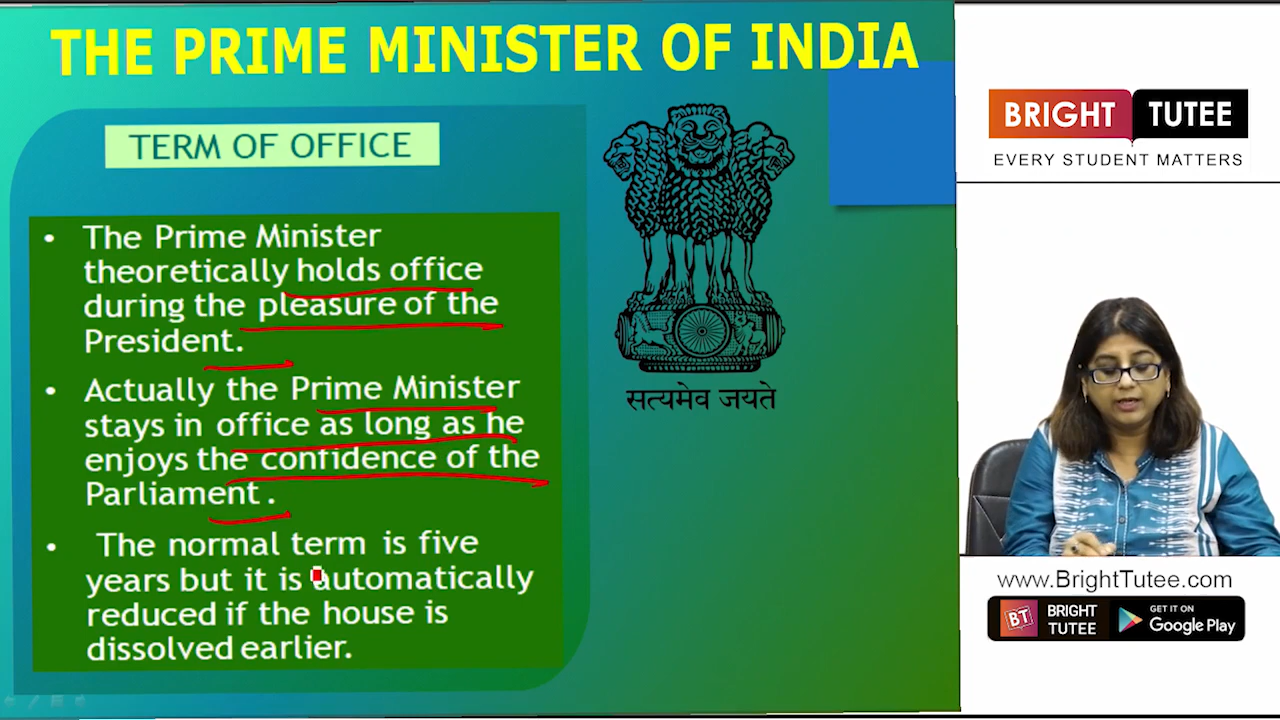 THE PRIME MINISTER OF INDIA
TERM OF OFFICE
• The Prime Minister
theoretically holds office
during the pleasure of the
President.
• Actually the Prime Minister
stays in office as long as he
enjoys the confidence of the
Parliament .
• The normal term is five
years but it is automatically
reduced if the house is
dissolved earlier.
सत्यमेव जयते
BRIGHT TUTEE
EVERY STUDENT MATTERS
www.BrightTutee.com
BT
BRIGHT
TUTEE
GET IT ON
Google Play